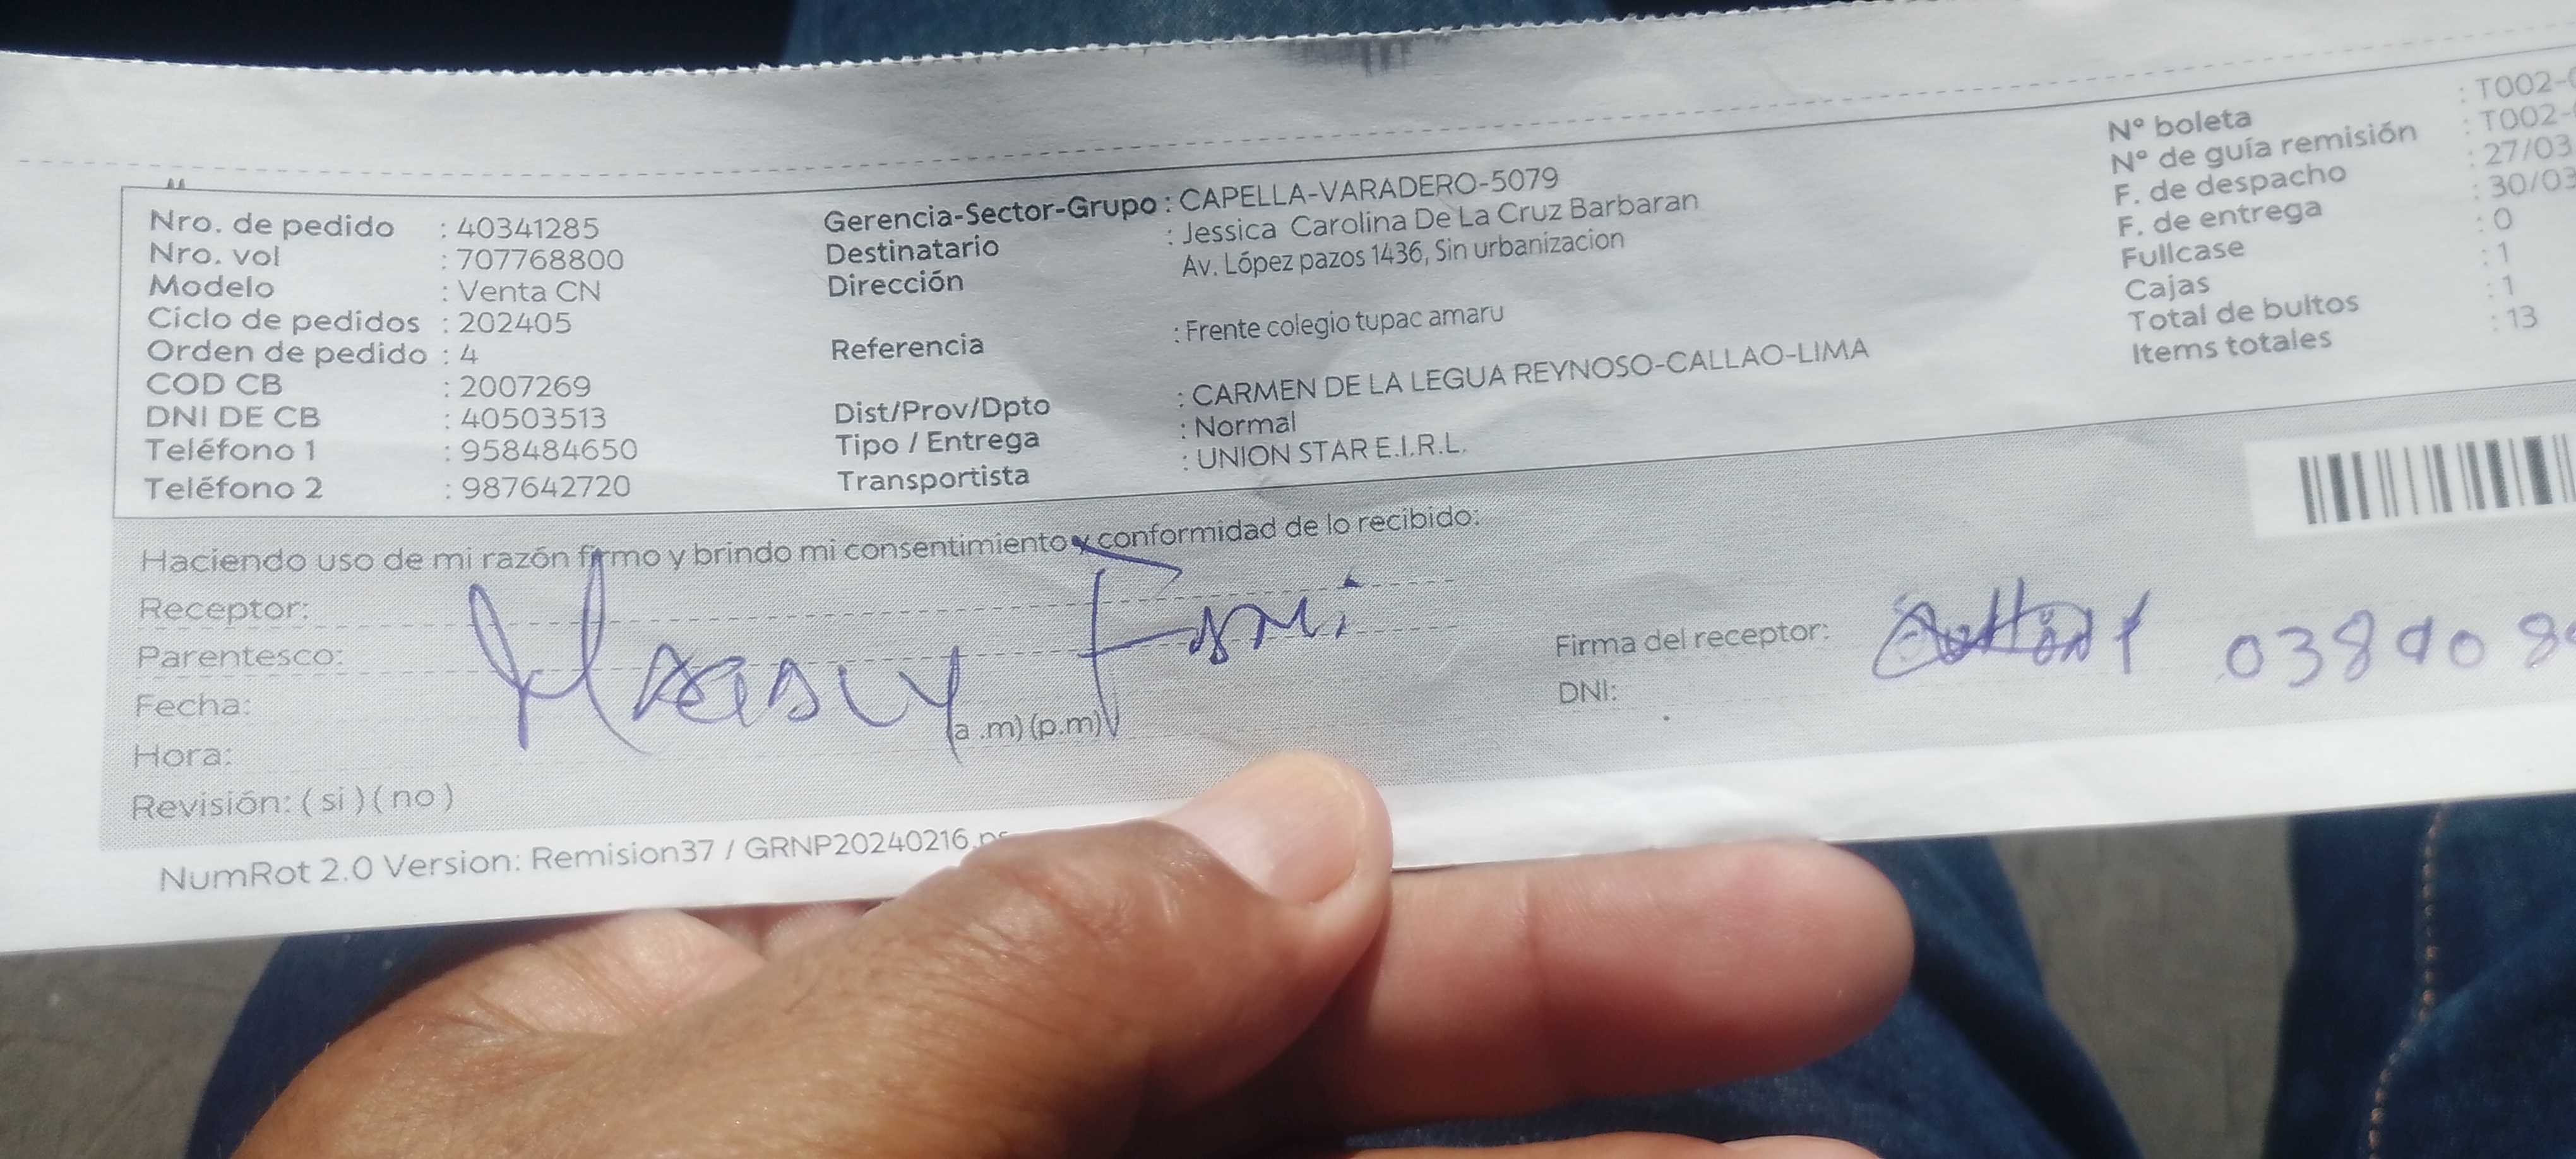 Nro. de pedido : 40341285
Nro. vol : 707768800
Modelo : Venta CN
Ciclo de pedidos : 202405
Orden de pedido : 4
COD CB : 2007269
DNI DE CB : 40503513
Teléfono 1 : 958484650
Teléfono 2 : 987642720
Gerencia-Sector-Grupo : CAPELLA-VARADERO-5079
Destinatario : Jessica Carolina De La Cruz Barbaran
Dirección Av. López pazos 1436, Sin urbanizacion
Referencia : Frente colegio tupac amaru
Dist/Prov/Dpto : CARMEN DE LA LEGUA REYNOSO-CALLAO-LIMA
Tipo / Entrega : Normal
Transportista : UNION STAR E.I.R.L.
Nº boleta : T002-
Nº de guía remisión : T002-
F. de despacho : 27/03
F. de entrega : 30/03
Fullcase : 0
Cajas : 1
Total de bultos : 1
Items totales : 13
Haciendo uso de mi razón firmo y brindo mi consentimiento y conformidad de lo recibido:
Receptor:
Parentesco:
Fecha:
Hora: (a .m) (p.m)
Revisión: ( si ) ( no )
Firma del receptor:
DNI:
NumRot 2.0 Version: Remision37 / GRNP20240216